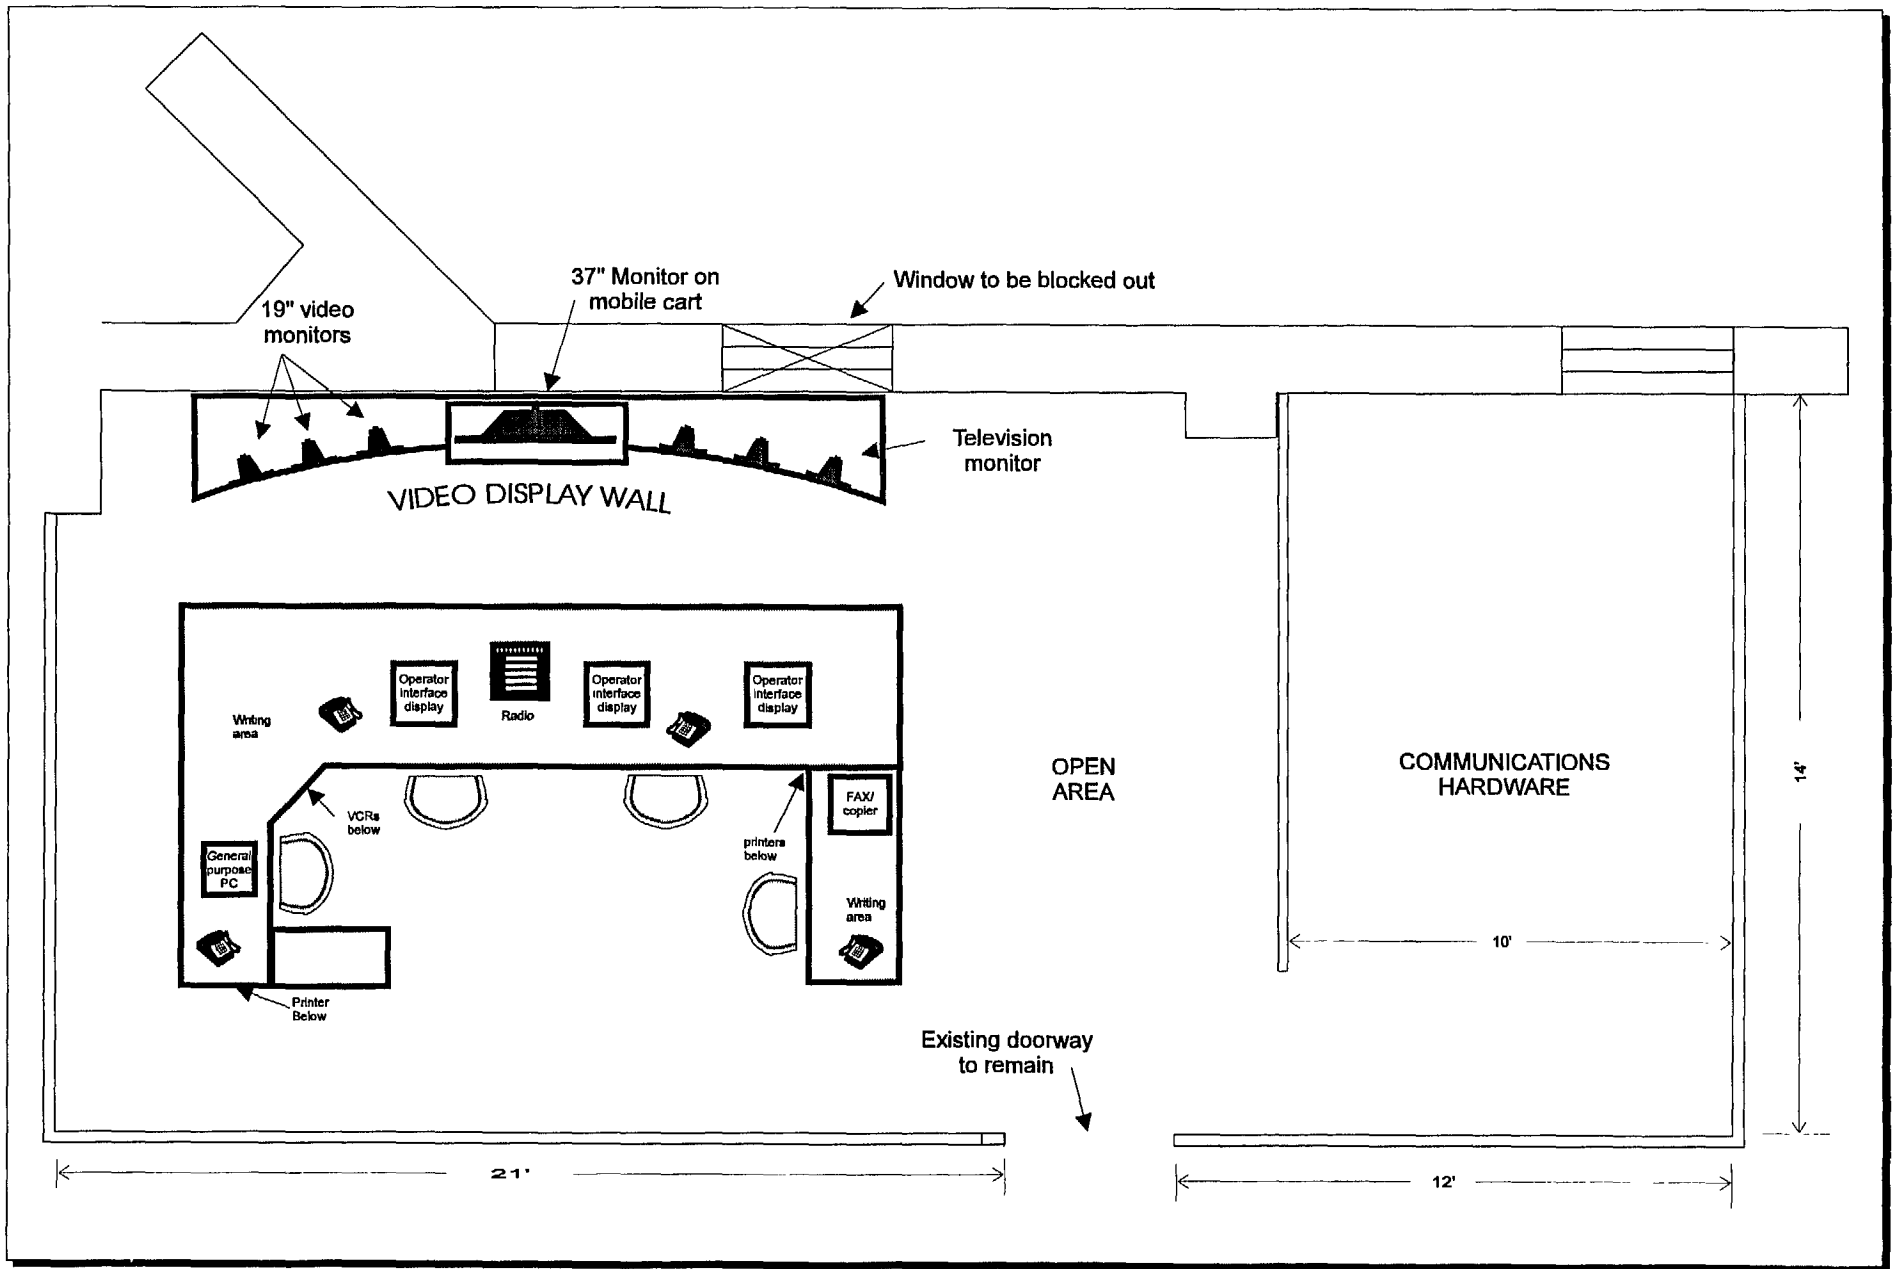 37" Monitor on
mobile cart
Window to be blocked out
19" video
monitors
Television
monitor
VIDEO DISPLAY WALL
Operator
interface
display
Operator
interface
display
Operator
interface
display
Radio
Writing
area
OPEN
AREA
COMMUNICATIONS
HARDWARE
14'
FAX/
copier
VCRs
below
printers
below
General
purpose
PC
Writing
area
10'
Printer
Below
Existing doorway
to remain
21'
12'